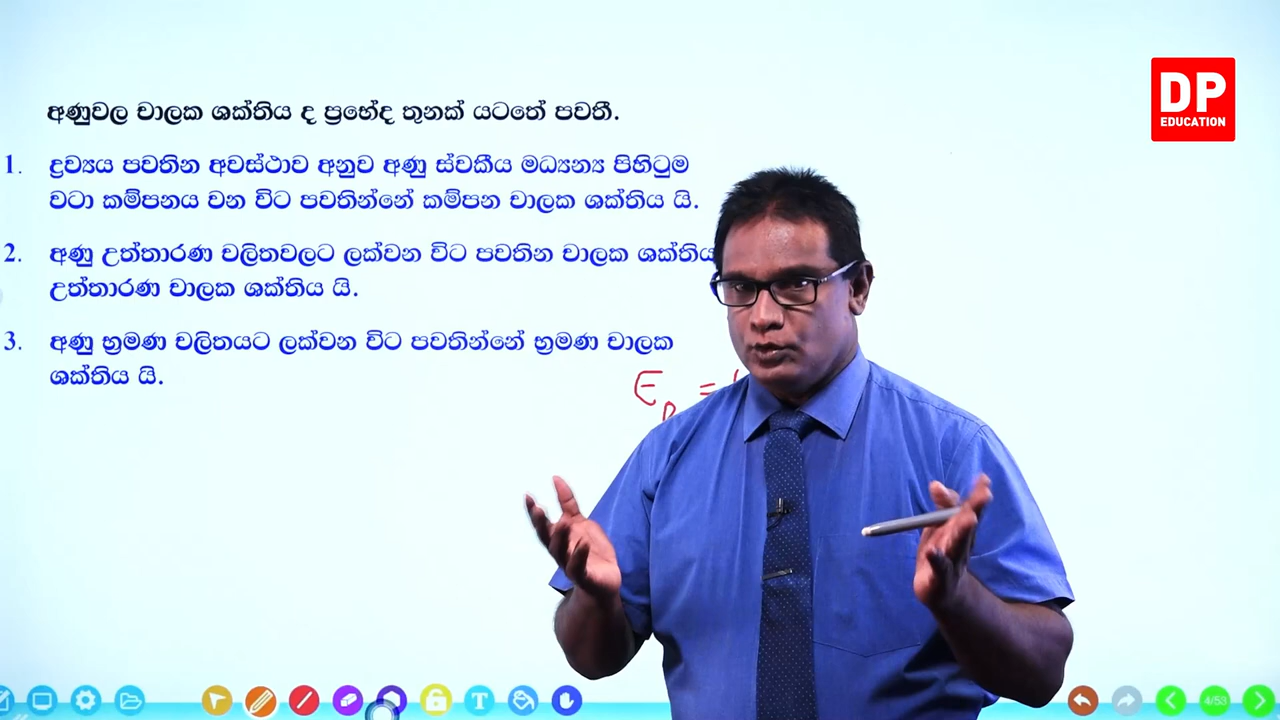 DP
EDUCATION
අණුවල චාලක ශක්තිය ද ප්‍රභේද තුනක් යටතේ පවතී.
1. ද්‍රව්‍යය පවතින අවස්ථාව අනුව අණු ස්වකීය මධ්‍යන්‍ය පිහිටුම
වටා කම්පනය වන විට පවතින්නේ කම්පන චාලක ශක්තිය යි.
2. අණු උත්තාරණ චලිතවලට ලක්වන විට පවතින චාලක ශක්තිය
උත්තාරණ චාලක ශක්තිය යි.
3. අණු භ්‍රමණ චලිතයට ලක්වන විට පවතින්නේ භ්‍රමණ චාලක
ශක්තිය යි.
E =
T
4/53